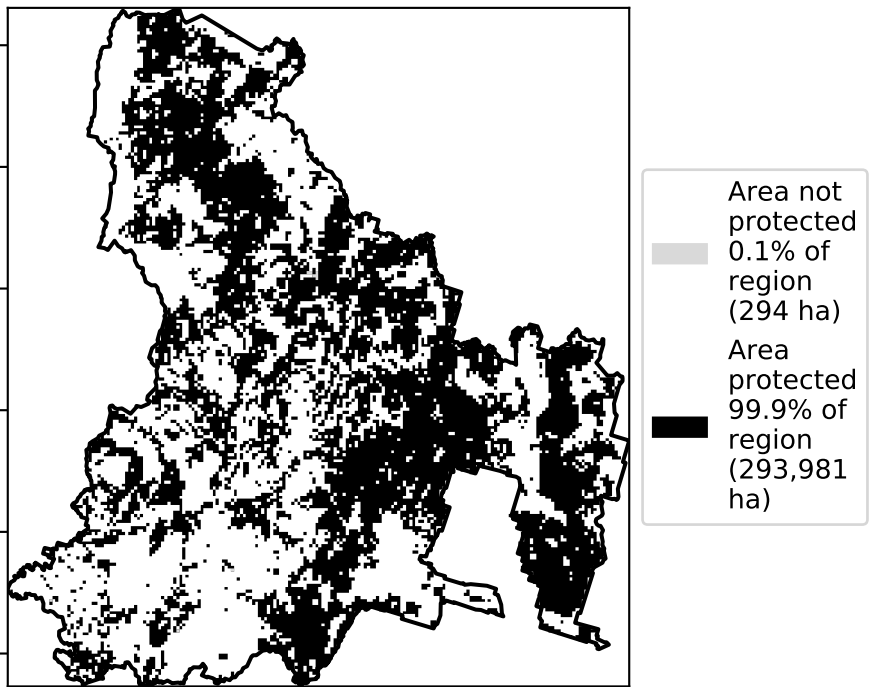 Area not
protected
0.1% of
region
(294 ha)
Area
protected
99.9% of
region
(293,981
ha)